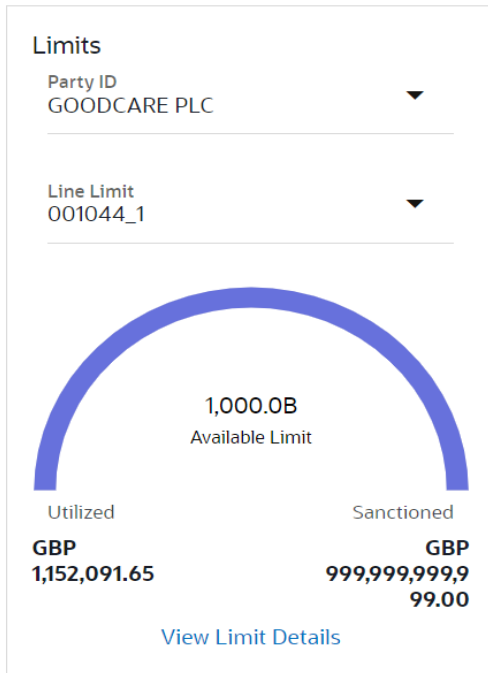 Limits
Party ID
GOODCARE PLC
Line Limit
001044_1
1,000.0B
Available Limit
Utilized
Sanctioned
GBP
1,152,091.65
GBP
999,999,999,9
99.00
View Limit Details